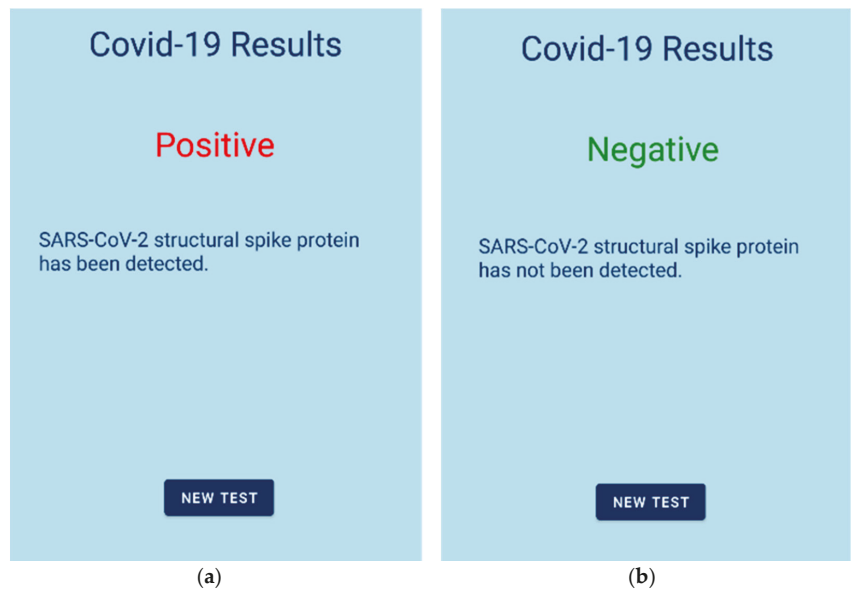 Covid-19 Results
Positive
SARS-CoV-2 structural spike protein
has been detected.
NEW TEST
(a)
Covid-19 Results
Negative
SARS-CoV-2 structural spike protein
has not been detected.
NEW TEST
(b)